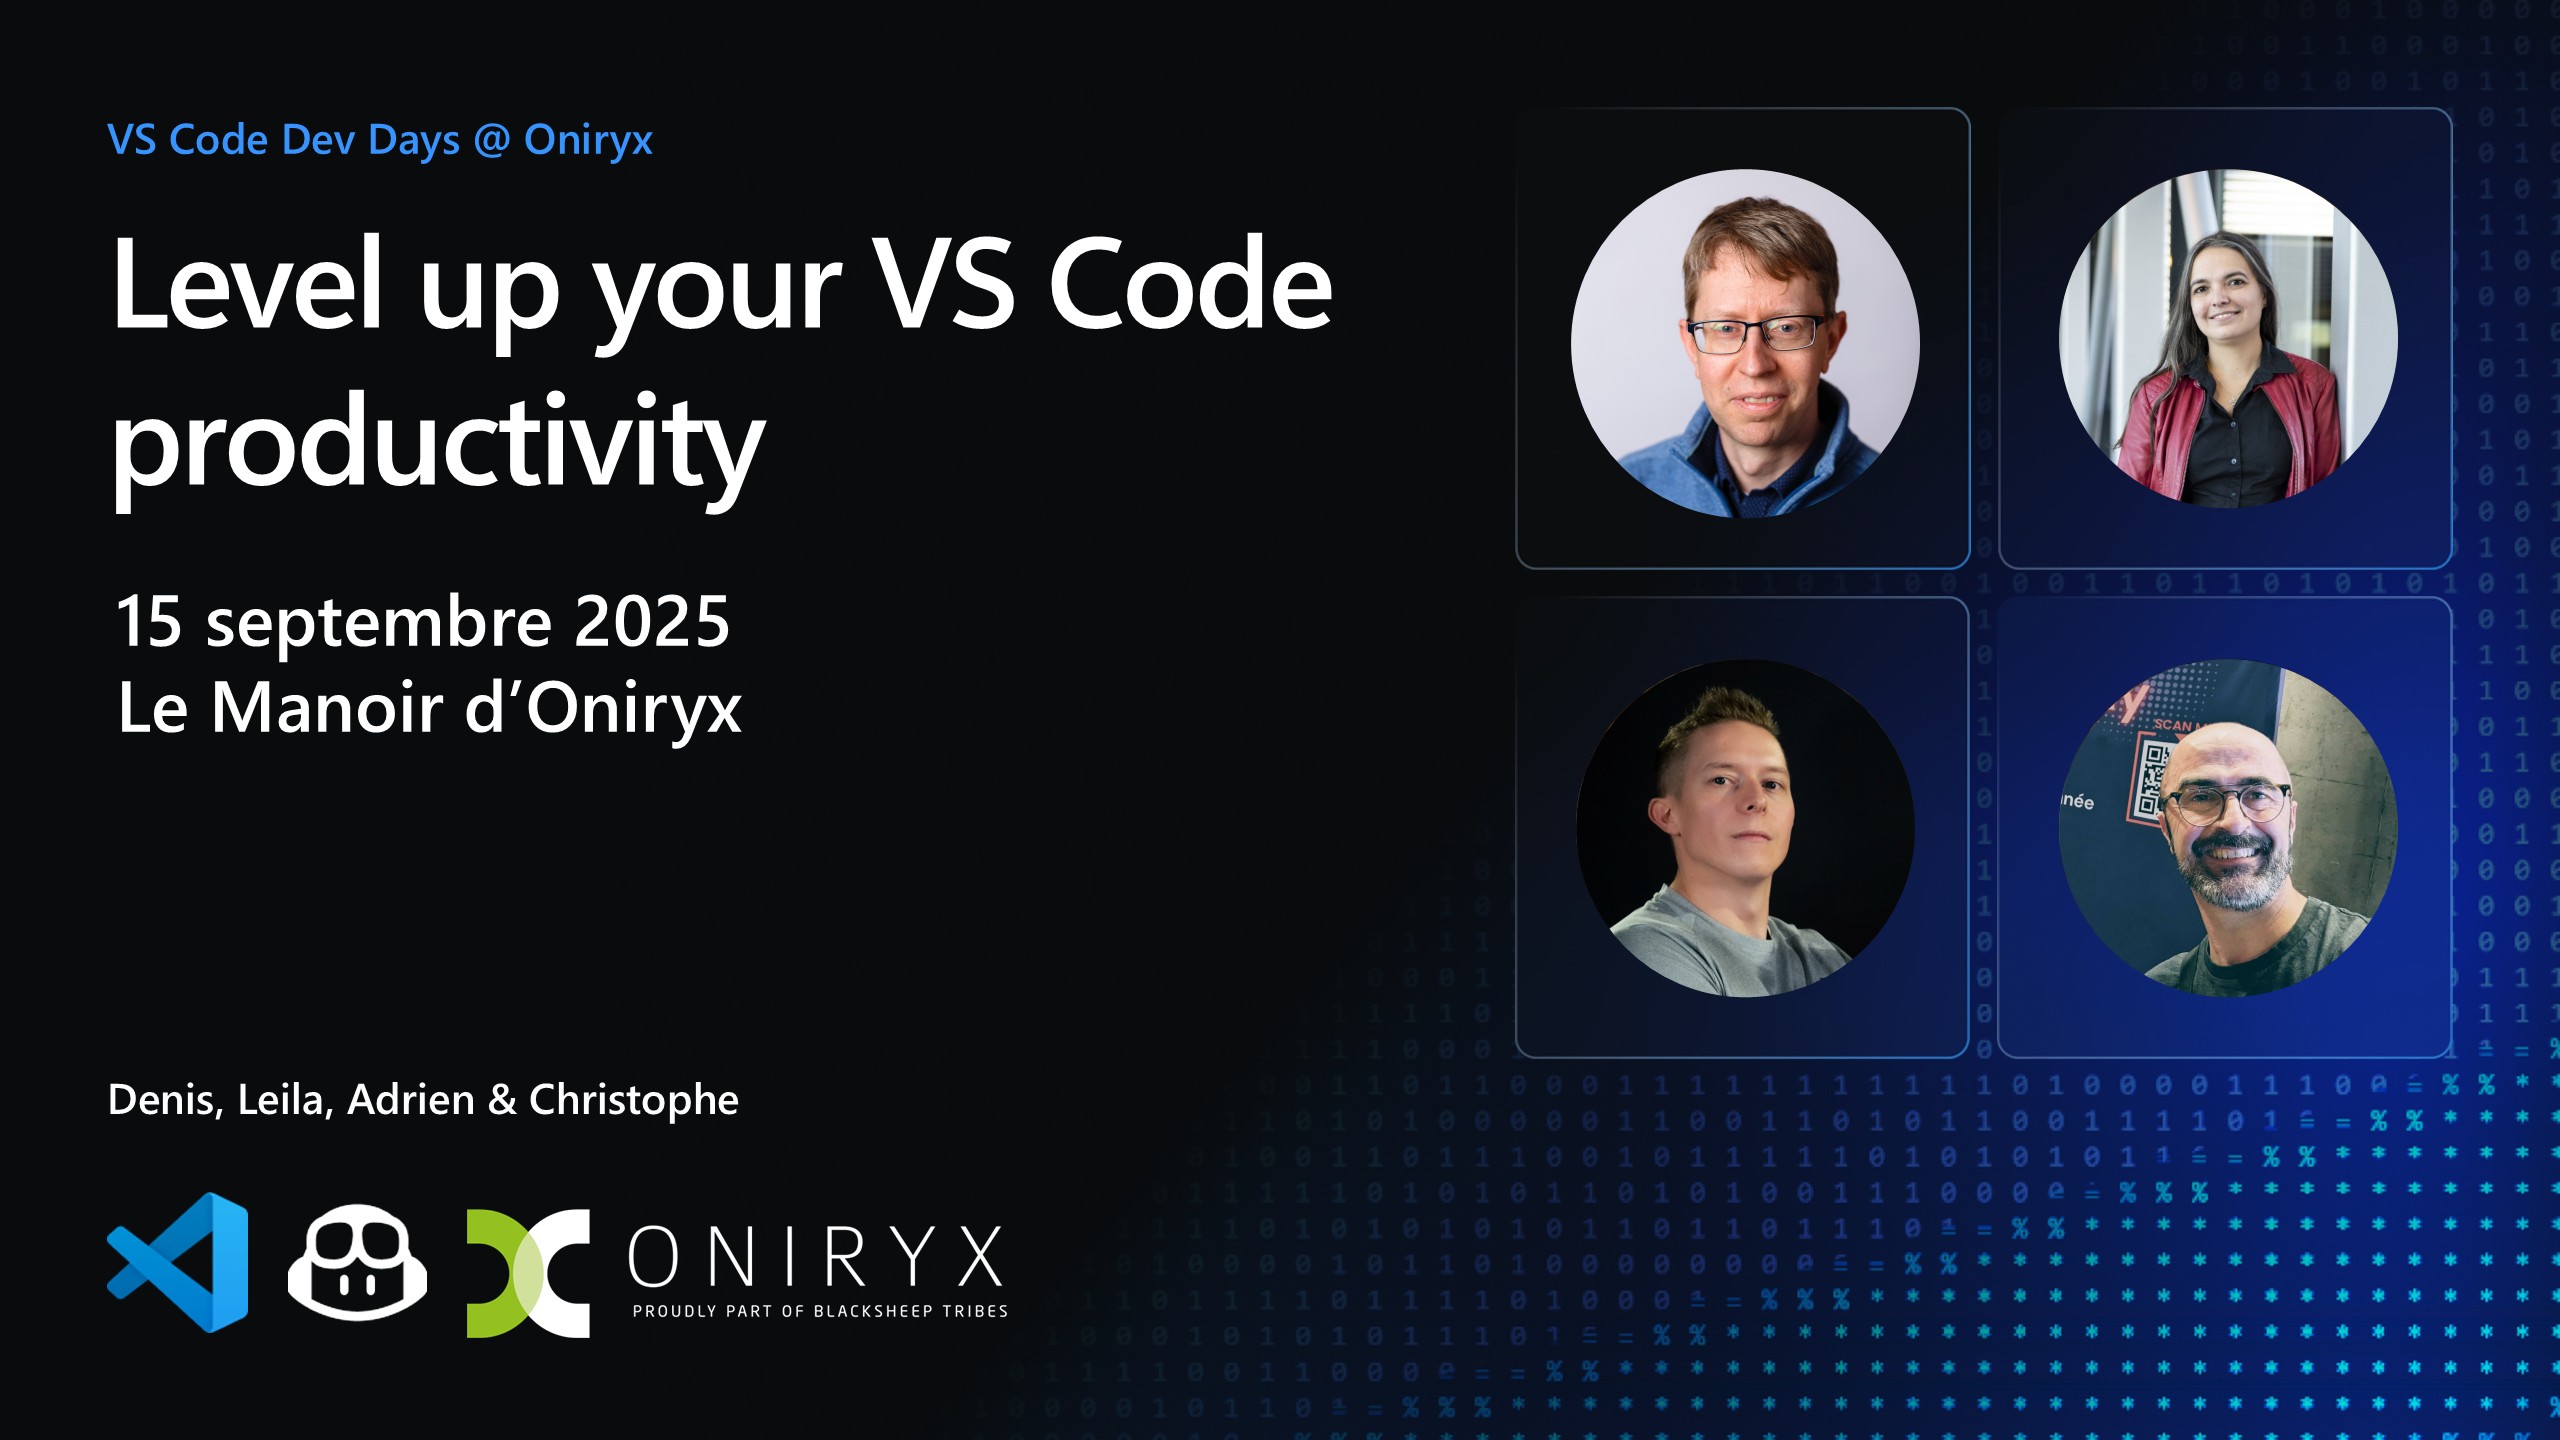 VS Code Dev Days @ Oniryx
Level up your VS Code
productivity
15 septembre 2025
Le Manoir d’Oniryx
Denis, Leila, Adrien & Christophe
ONIRYX
PROUDLY PART OF BLACKSHEEP TRIBES
SCAN